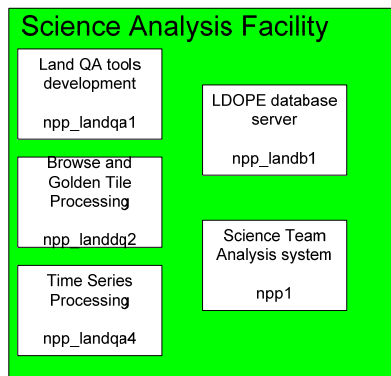 Science Analysis Facility
Land QA tools
development
npp_landqa1
Browse and
Golden Tile
Processing
npp_landdq2
Time Series
Processing
npp_landqa4
LDOPE database
server
npp_landb1
Science Team
Analysis system
npp1